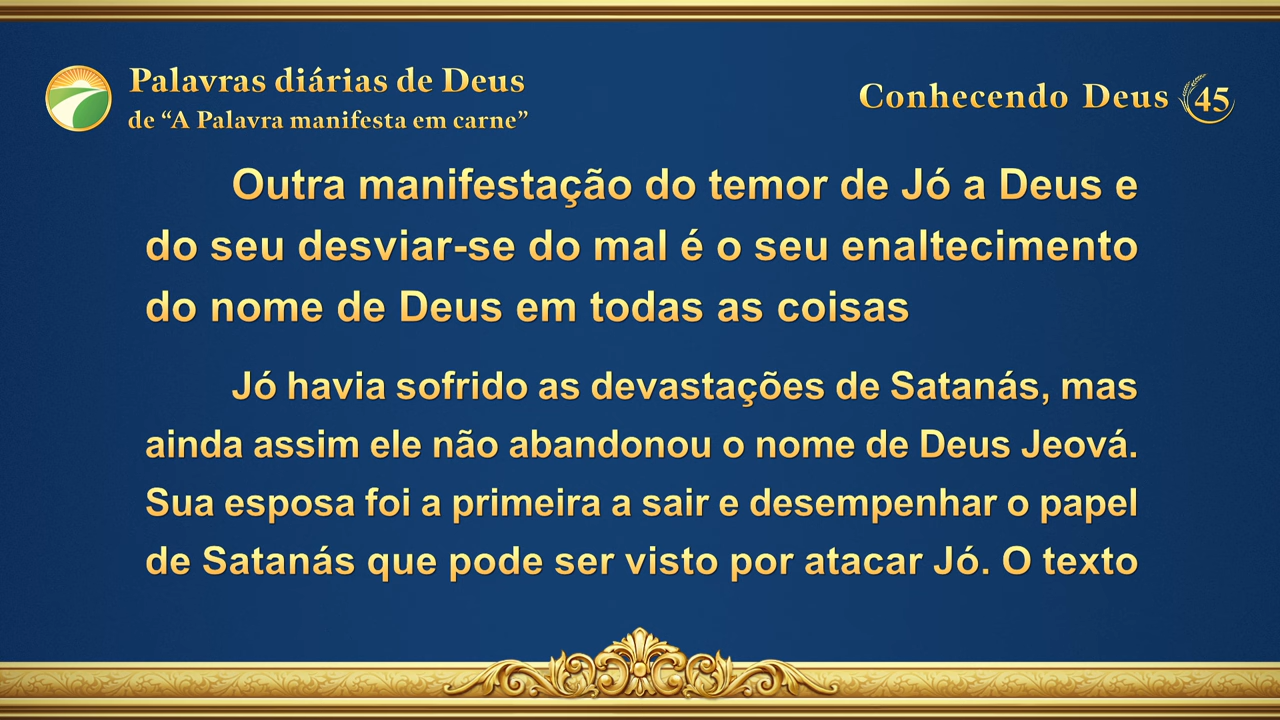 Palavras diárias de Deus
de “A Palavra manifesta em carne”
Conhecendo Deus 45
Outra manifestação do temor de Jó a Deus e
do seu desviar-se do mal é o seu enaltecimento
do nome de Deus em todas as coisas
Jó havia sofrido as devastações de Satanás, mas
ainda assim ele não abandonou o nome de Deus Jeová.
Sua esposa foi a primeira a sair e desempenhar o papel
de Satanás que pode ser visto por atacar Jó. O texto